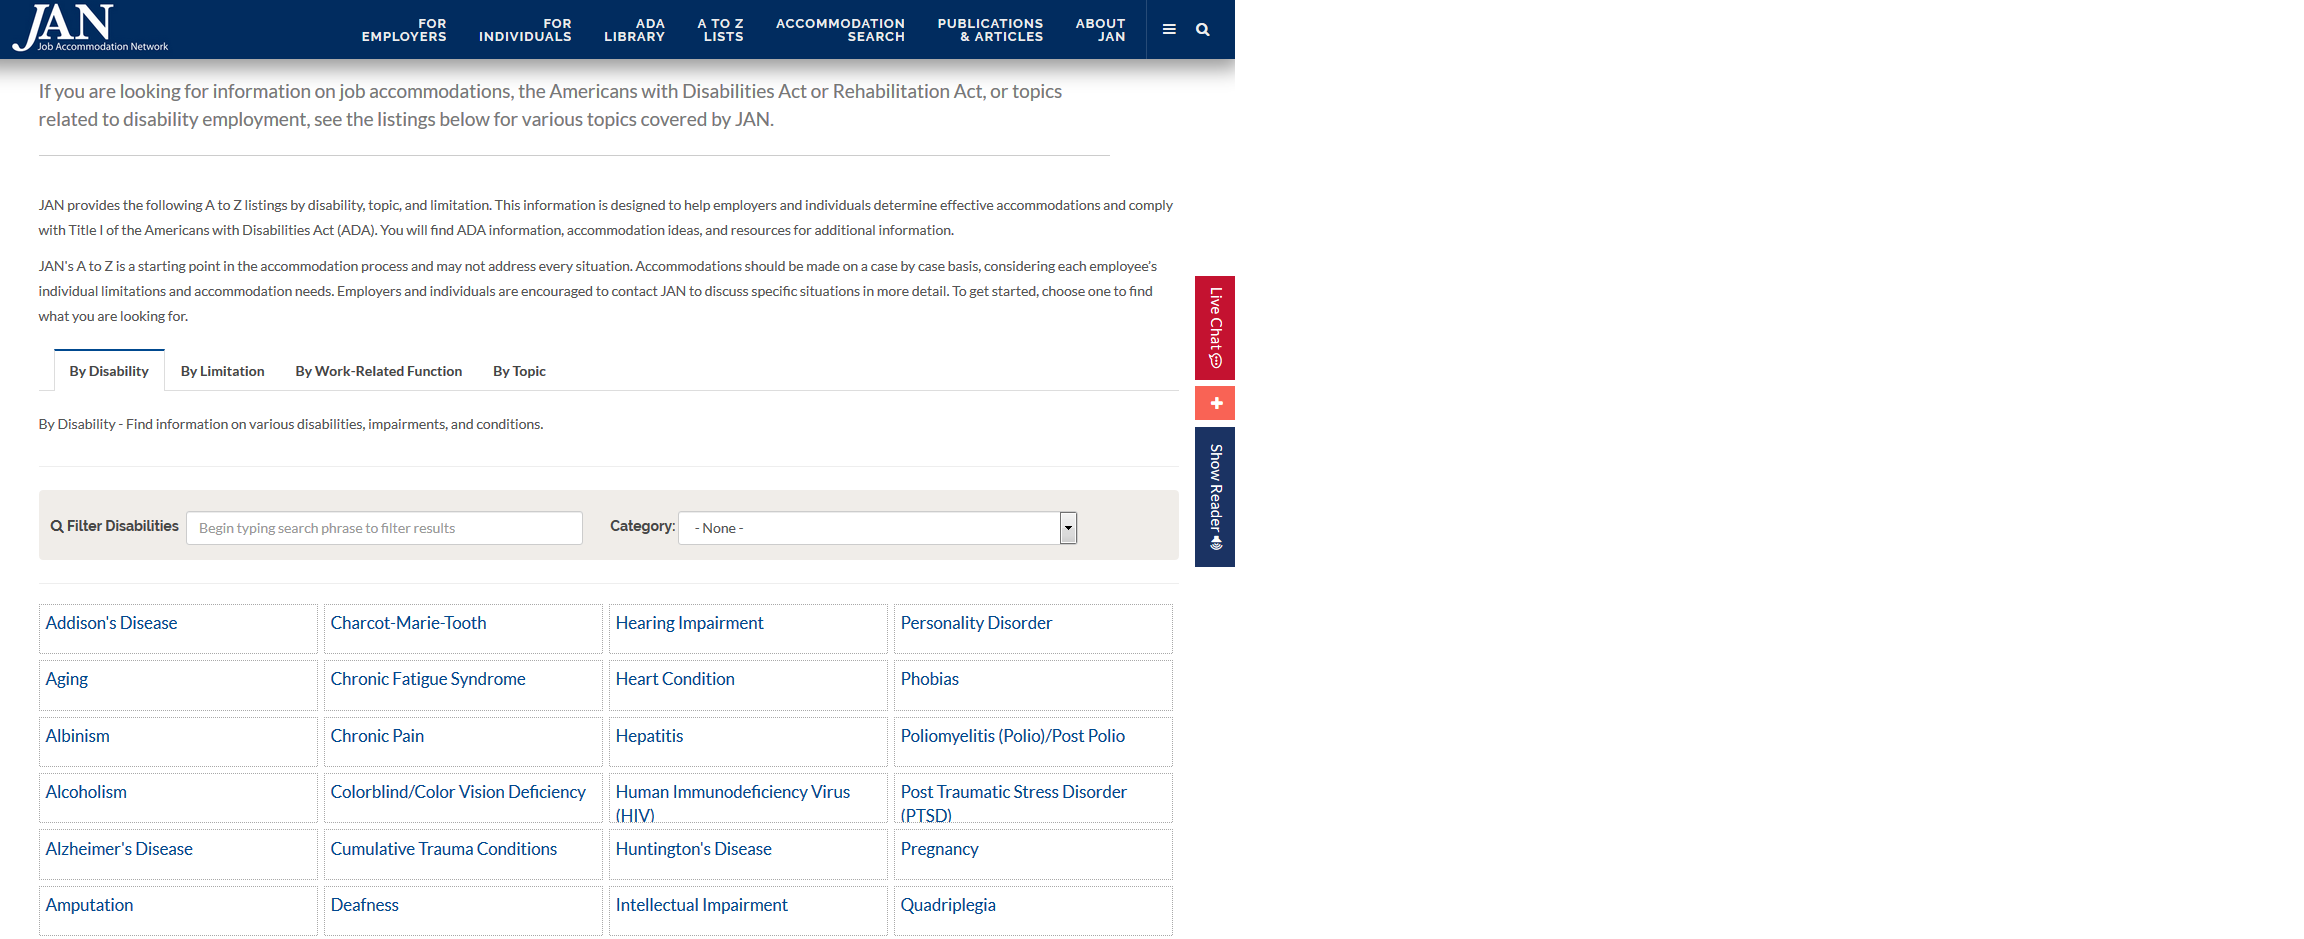 JAN
Job Accommodation Network
FOR
EMPLOYERS
FOR
INDIVIDUALS
ADA
LIBRARY
A TO Z
LISTS
ACCOMMODATION
SEARCH
PUBLICATIONS
& ARTICLES
ABOUT
JAN
If you are looking for information on job accommodations, the Americans with Disabilities Act or Rehabilitation Act, or topics
related to disability employment, see the listings below for various topics covered by JAN.
JAN provides the following A to Z listings by disability, topic, and limitation. This information is designed to help employers and individuals determine effective accommodations and comply
with Title I of the Americans with Disabilities Act (ADA). You will find ADA information, accommodation ideas, and resources for additional information.
JAN's A to Z is a starting point in the accommodation process and may not address every situation. Accommodations should be made on a case by case basis, considering each employee's
individual limitations and accommodation needs. Employers and individuals are encouraged to contact JAN to discuss specific situations in more detail. To get started, choose one to find
what you are looking for.
Live Chat
Show Reader
By Disability By Limitation By Work-Related Function By Topic
By Disability - Find information on various disabilities, impairments, and conditions.
Filter Disabilities Begin typing search phrase to filter results Category: - None -
Addison's Disease Charcot-Marie-Tooth Hearing Impairment Personality Disorder
Aging Chronic Fatigue Syndrome Heart Condition Phobias
Albinism Chronic Pain Hepatitis Poliomyelitis (Polio)/Post Polio
Alcoholism Colorblind/Color Vision Deficiency Human Immunodeficiency Virus Post Traumatic Stress Disorder
(HIV) (PTSD)
Alzheimer's Disease Cumulative Trauma Conditions Huntington's Disease Pregnancy
Amputation Deafness Intellectual Impairment Quadriplegia